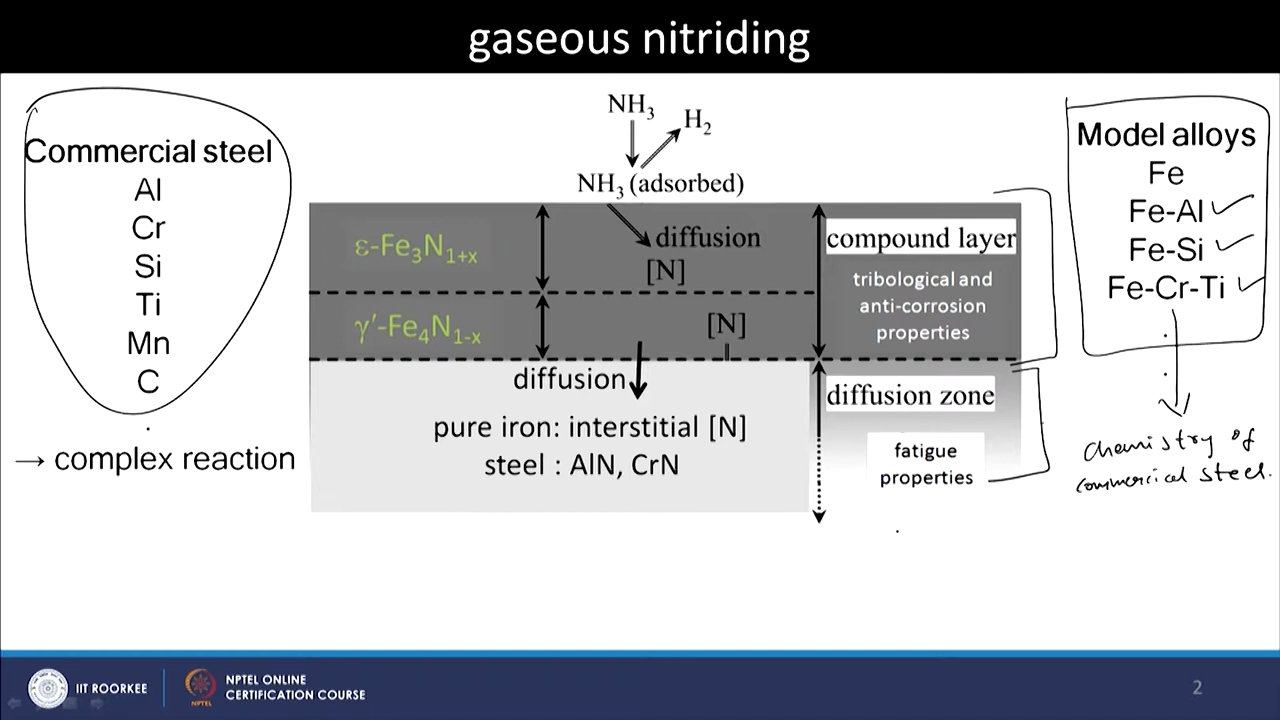 gaseous nitriding
Commercial steel
Al
Cr
Si
Ti
Mn
C
→ complex reaction
NH₃
H₂
NH₃ (adsorbed)
ε-Fe₃N₁₊ₓ
diffusion
[N]
γ′-Fe₄N₁₋ₓ
[N]
diffusion
pure iron: interstitial [N]
steel : AlN, CrN
compound layer
tribological and
anti-corrosion
properties
diffusion zone
fatigue
properties
Model alloys
Fe
Fe-Al
Fe-Si
Fe-Cr-Ti
chemistry of
commercial steel.
IIT ROORKEE
NPTEL
NPTEL ONLINE
CERTIFICATION COURSE
2